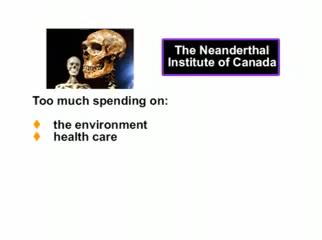 The Neanderthal
Institute of Canada
Too much spending on:
the environment
health care